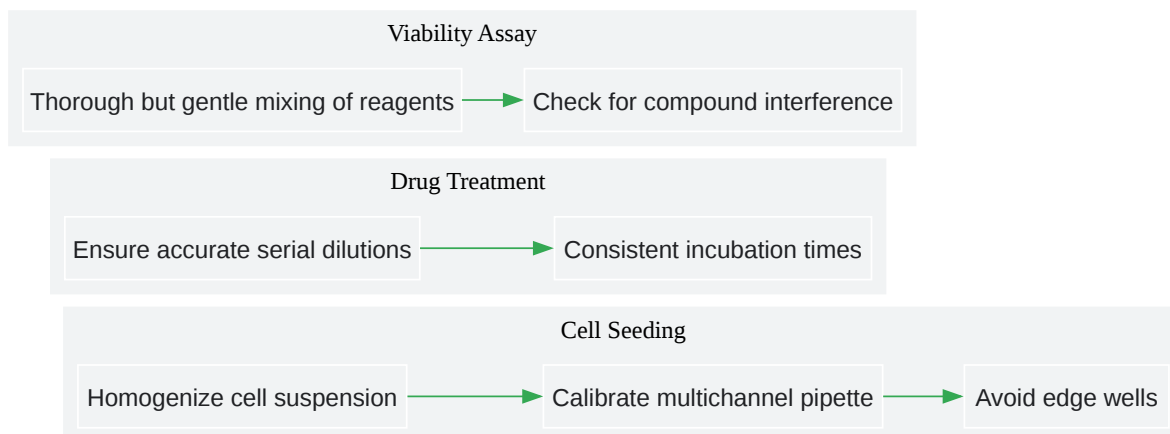 Viability Assay
Thorough but gentle mixing of reagents
Check for compound interference
Drug Treatment
Ensure accurate serial dilutions
Consistent incubation times
Cell Seeding
Homogenize cell suspension
Calibrate multichannel pipette
Avoid edge wells